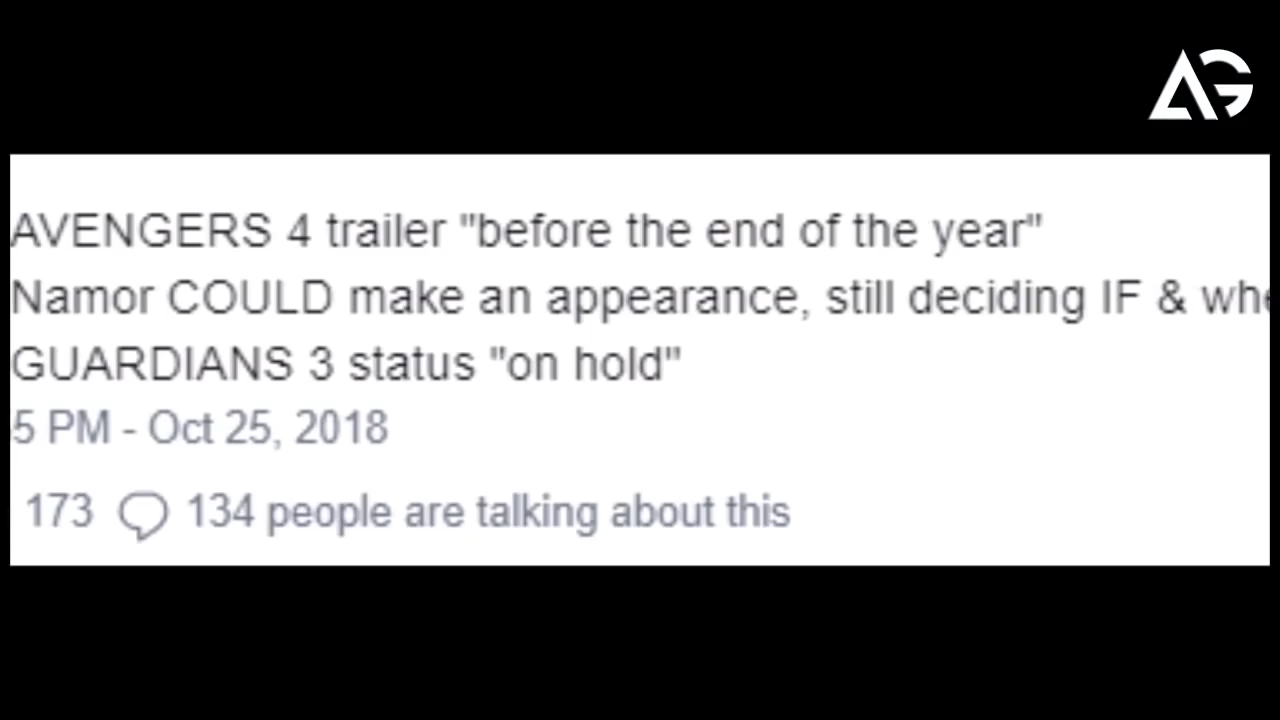 AG
AVENGERS 4 trailer "before the end of the year"
Namor COULD make an appearance, still deciding IF &
GUARDIANS 3 status "on hold"
5 PM - Oct 25, 2018
173 134 people are talking about this